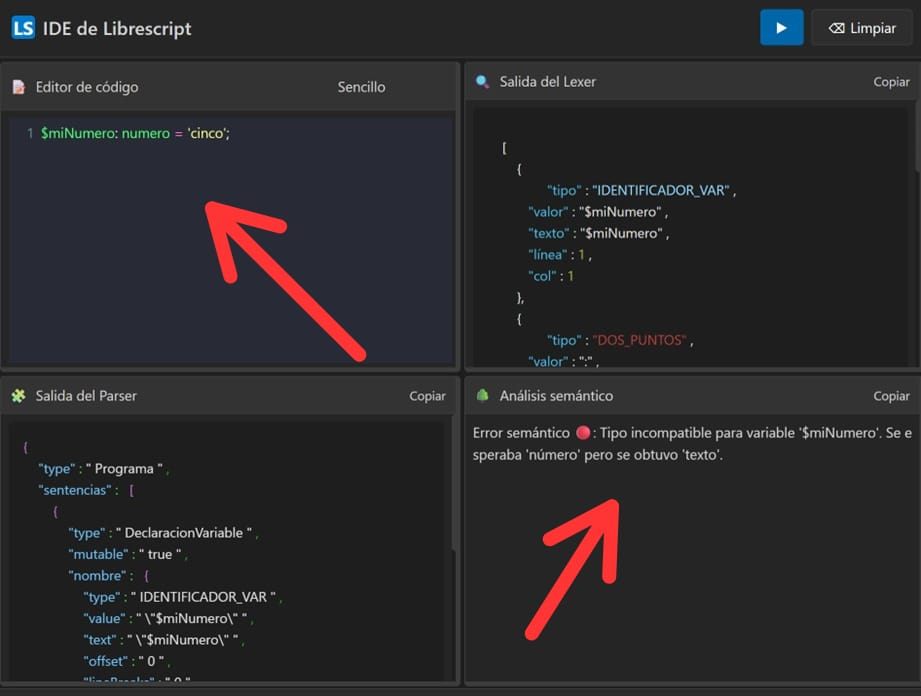 LS IDE de Librescript
Limpiar
Editor de código
Sencillo
1 $miNumero: numero = 'cinco';
Salida del Lexer
Copiar
[
{
"tipo" : "IDENTIFICADOR_VAR" ,
"valor" : "$miNumero" ,
"texto" : "$miNumero" ,
"línea" : 1 ,
"col" : 1
},
{
"tipo" : "DOS_PUNTOS" ,
"valor" : ":" ,
Salida del Parser
Copiar
{
"type" : " Programa " ,
"sentencias" : [
{
"type" : " DeclaracionVariable " ,
"mutable" : " true " ,
"nombre" : {
"type" : " IDENTIFICADOR_VAR " ,
"value" : " \"$miNumero\" " ,
"text" : " \"$miNumero\" " ,
"offset" : " 0 " ,
"lineBreaks" : " 0 "
Análisis semántico
Copiar
Error semántico 🔴: Tipo incompatible para variable '$miNumero'. Se e
speraba 'número' pero se obtuvo 'texto'.